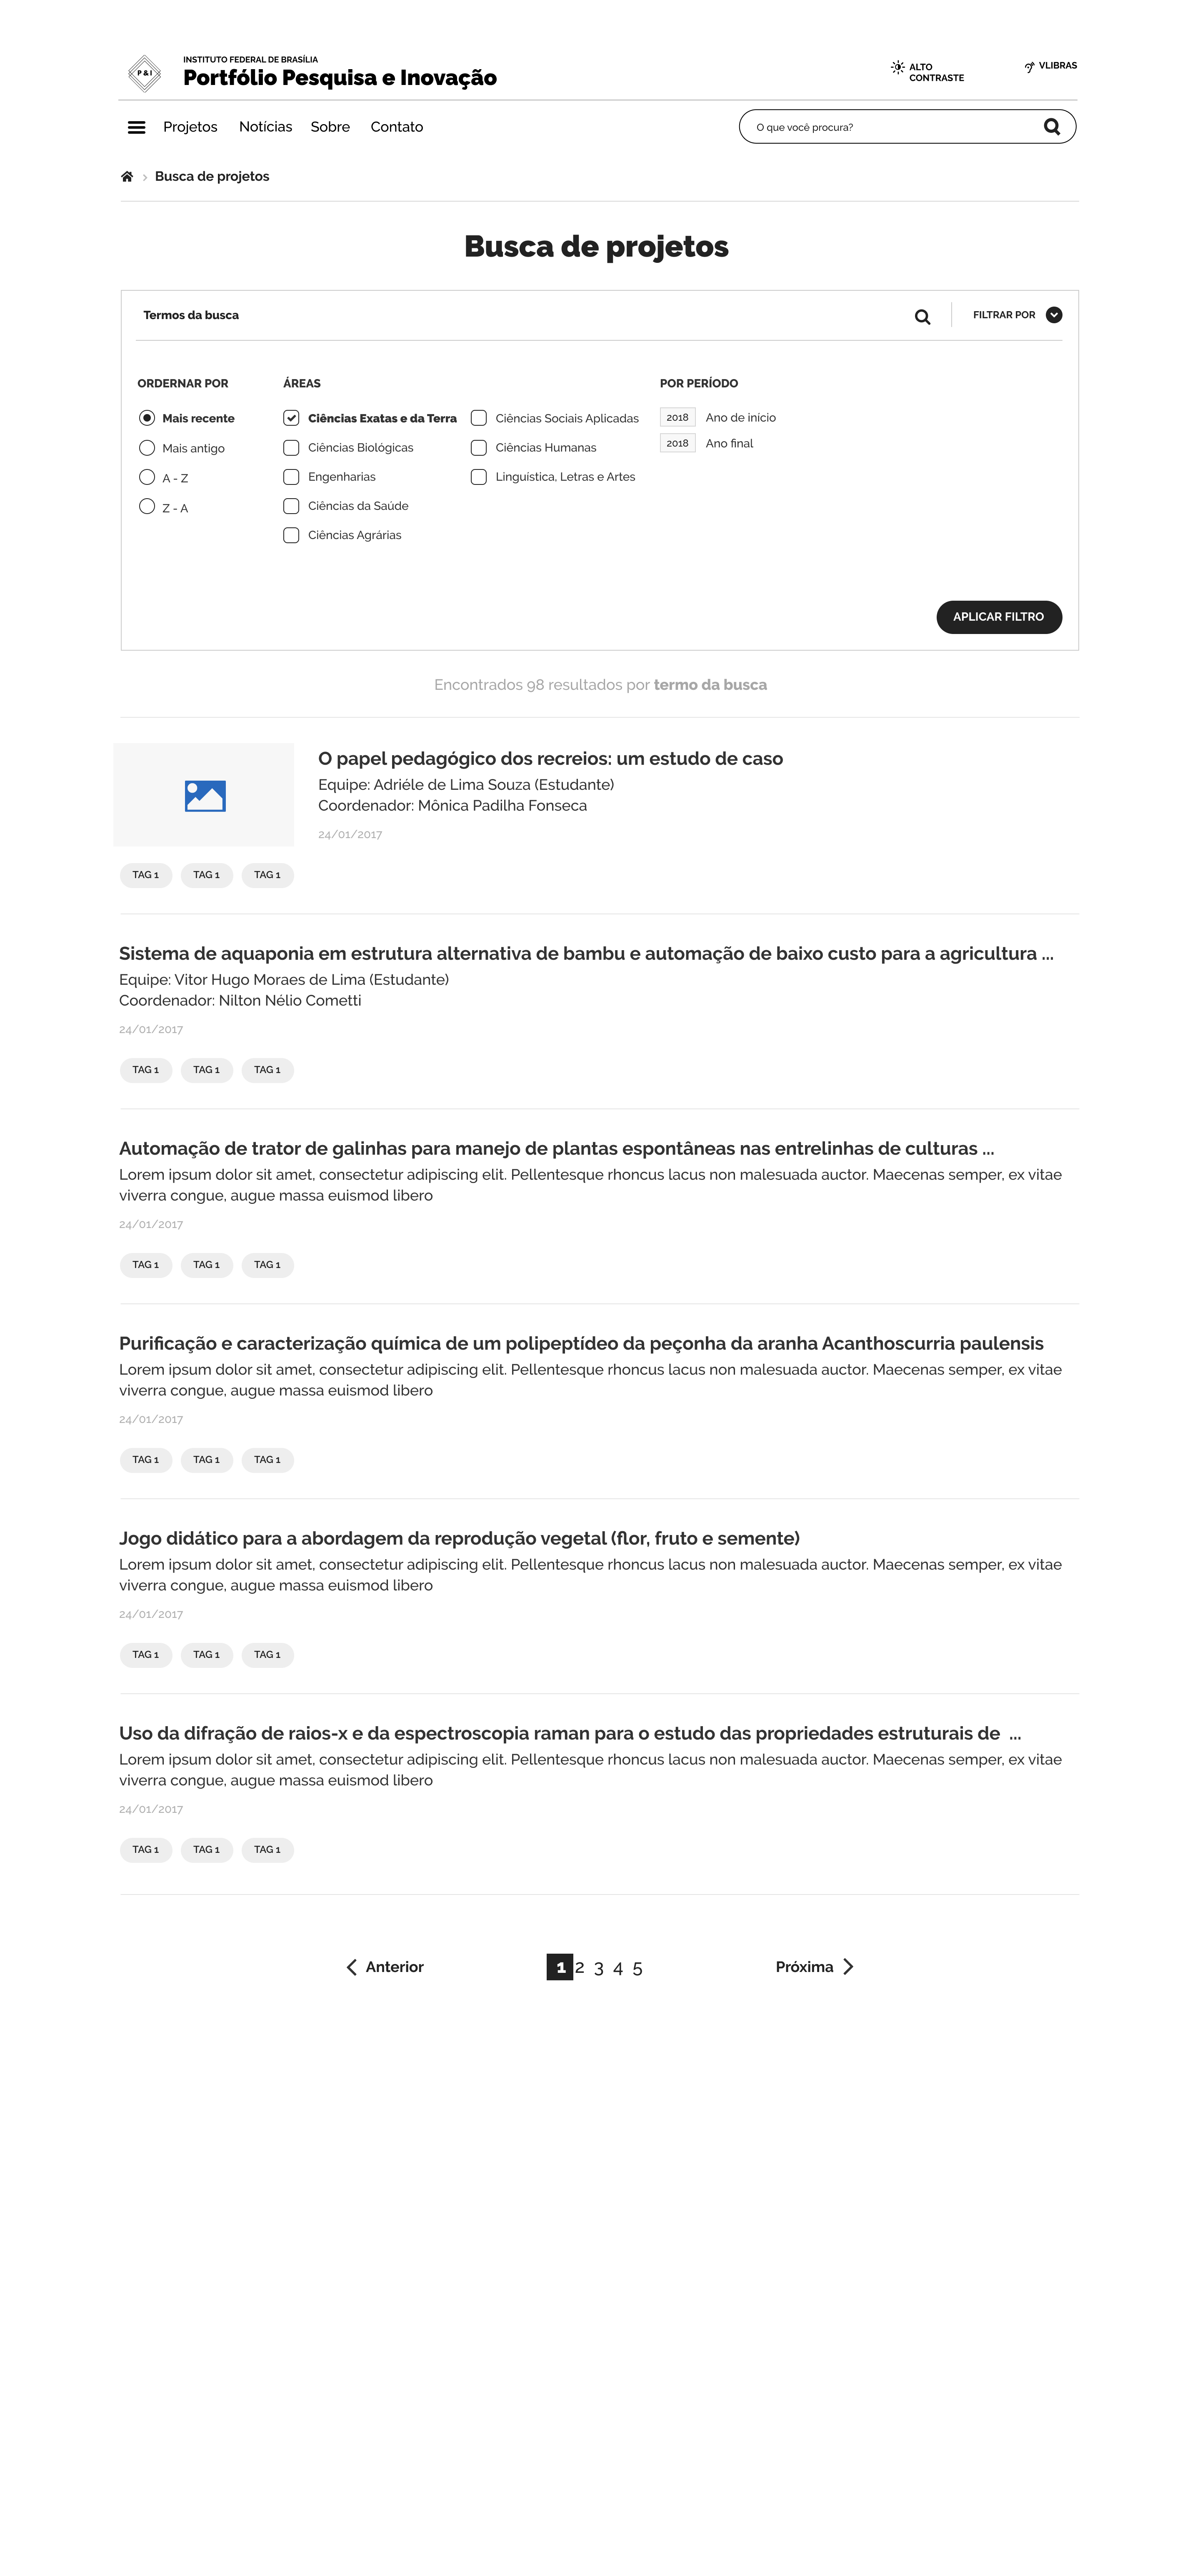 P & I
INSTITUTO FEDERAL DE BRASÍLIA
Portfólio Pesquisa e Inovação
ALTO
CONTRASTE
VLIBRAS
Projetos Notícias Sobre Contato
O que você procura?
Busca de projetos
Busca de projetos
Termos da busca
FILTRAR POR
ORDERNAR POR
Mais recente
Mais antigo
A - Z
Z - A
ÁREAS
Ciências Exatas e da Terra
Ciências Biológicas
Engenharias
Ciências da Saúde
Ciências Agrárias
Ciências Sociais Aplicadas
Ciências Humanas
Linguística, Letras e Artes
POR PERÍODO
2018 Ano de início
2018 Ano final
APLICAR FILTRO
Encontrados 98 resultados por termo da busca
O papel pedagógico dos recreios: um estudo de caso
Equipe: Adriéle de Lima Souza (Estudante)
Coordenador: Mônica Padilha Fonseca
24/01/2017
TAG 1 TAG 1 TAG 1
Sistema de aquaponia em estrutura alternativa de bambu e automação de baixo custo para a agricultura ...
Equipe: Vitor Hugo Moraes de Lima (Estudante)
Coordenador: Nilton Nélio Cometti
24/01/2017
TAG 1 TAG 1 TAG 1
Automação de trator de galinhas para manejo de plantas espontâneas nas entrelinhas de culturas ...
Lorem ipsum dolor sit amet, consectetur adipiscing elit. Pellentesque rhoncus lacus non malesuada auctor. Maecenas semper, ex vitae
viverra congue, augue massa euismod libero
24/01/2017
TAG 1 TAG 1 TAG 1
Purificação e caracterização química de um polipeptídeo da peçonha da aranha Acanthoscurria paulensis
Lorem ipsum dolor sit amet, consectetur adipiscing elit. Pellentesque rhoncus lacus non malesuada auctor. Maecenas semper, ex vitae
viverra congue, augue massa euismod libero
24/01/2017
TAG 1 TAG 1 TAG 1
Jogo didático para a abordagem da reprodução vegetal (flor, fruto e semente)
Lorem ipsum dolor sit amet, consectetur adipiscing elit. Pellentesque rhoncus lacus non malesuada auctor. Maecenas semper, ex vitae
viverra congue, augue massa euismod libero
24/01/2017
TAG 1 TAG 1 TAG 1
Uso da difração de raios-x e da espectroscopia raman para o estudo das propriedades estruturais de ...
Lorem ipsum dolor sit amet, consectetur adipiscing elit. Pellentesque rhoncus lacus non malesuada auctor. Maecenas semper, ex vitae
viverra congue, augue massa euismod libero
24/01/2017
TAG 1 TAG 1 TAG 1
Anterior 1 2 3 4 5 Próxima